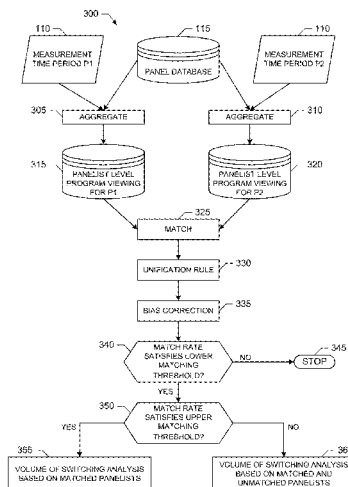 300
110
115
110
MEASUREMENT
TIME PERIOD P1
PANEL DATABASE
MEASUREMENT
TIME PERIOD P2
305
AGGREGATE
AGGREGATE
310
315
PANELIST LEVEL
PROGRAM VIEWING
FOR P1
PANELIST LEVEL
PROGRAM VIEWING
FOR P2
320
325
MATCH
UNIFICATION RULE
330
BIAS CORRECTION
335
340
MATCH RATE
SATISFIES LOWER
MATCHING
THRESHOLD?
NO
345
STOP
YES
350
MATCH RATE
SATISFIES UPPER
MATCHING
THRESHOLD?
YES
NO
355
VOLUME OF SWITCHING ANALYSIS
BASED ON MATCHED PANELISTS
36
VOLUME OF SWITCHING ANALYSIS
BASED ON MATCHED AND
UNMATCHED PANELISTS